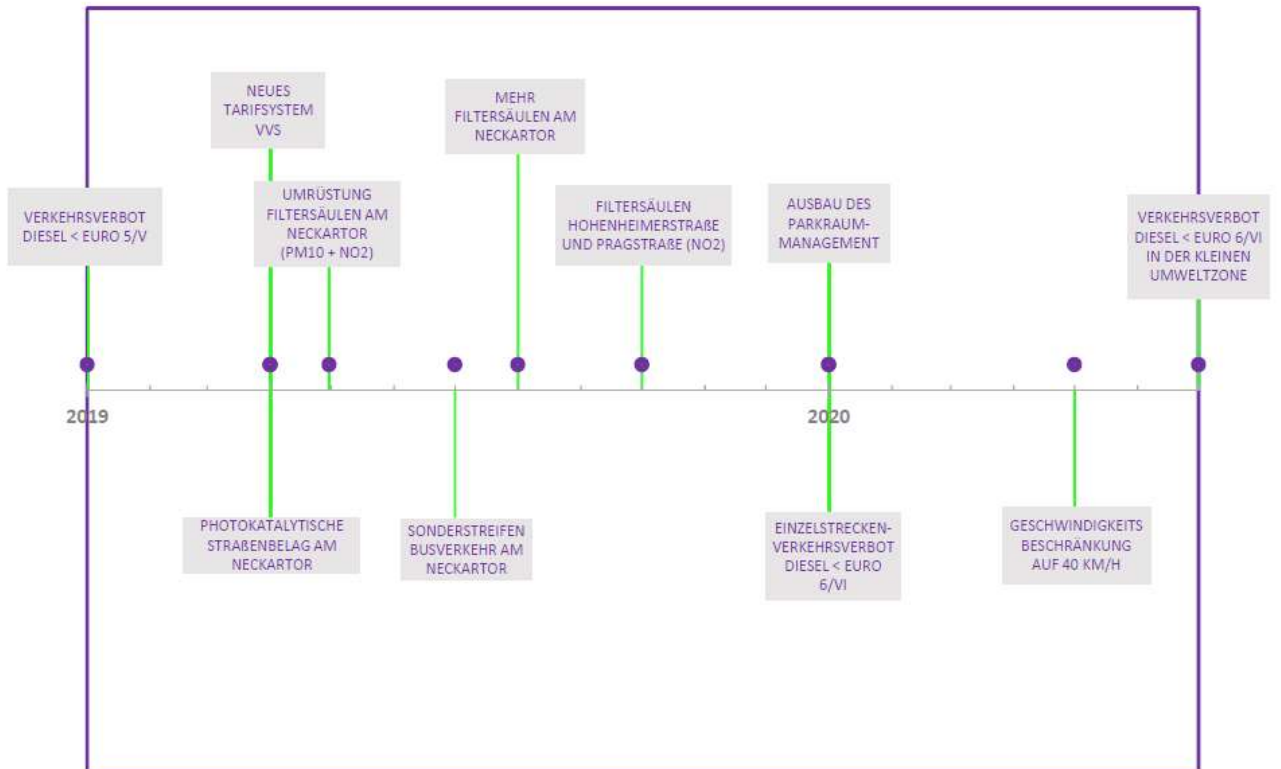 NEUES
TARIFSYSTEM
VVS
MEHR
FILTERSÄULEN AM
NECKARTOR
VERKEHRSVERBOT
DIESEL < EURO 5/V
UMRÜSTUNG
FILTERSÄULEN AM
NECKARTOR
(PM10 + NO2)
FILTERSÄULEN
HOHENHEIMERSTRAßE
UND PRAGSTRAßE (NO2)
AUSBAU DES
PARKRAUM-
MANAGEMENT
VERKEHRSVERBOT
DIESEL < EURO 6/VI
IN DER KLEINEN
UMWELTZONE
2019
2020
PHOTOKATALYTISCHE
STRAßENBELAG AM
NECKARTOR
SONDERSTREIFEN
BUSVERKEHR AM
NECKARTOR
EINZELSTRECKEN-
VERKEHRSVERBOT
DIESEL < EURO
6/VI
GESCHWINDIGKEITS
BESCHRÄNKUNG
AUF 40 KM/H